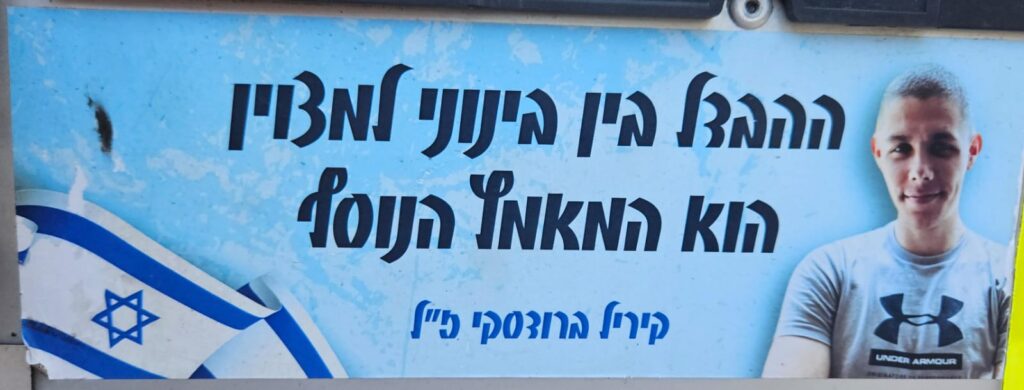 ההבדל בין בינוני למצוין
הוא המאמץ הנוסף
קיריל ברודסקי ז"ל
UNDER ARMOUR